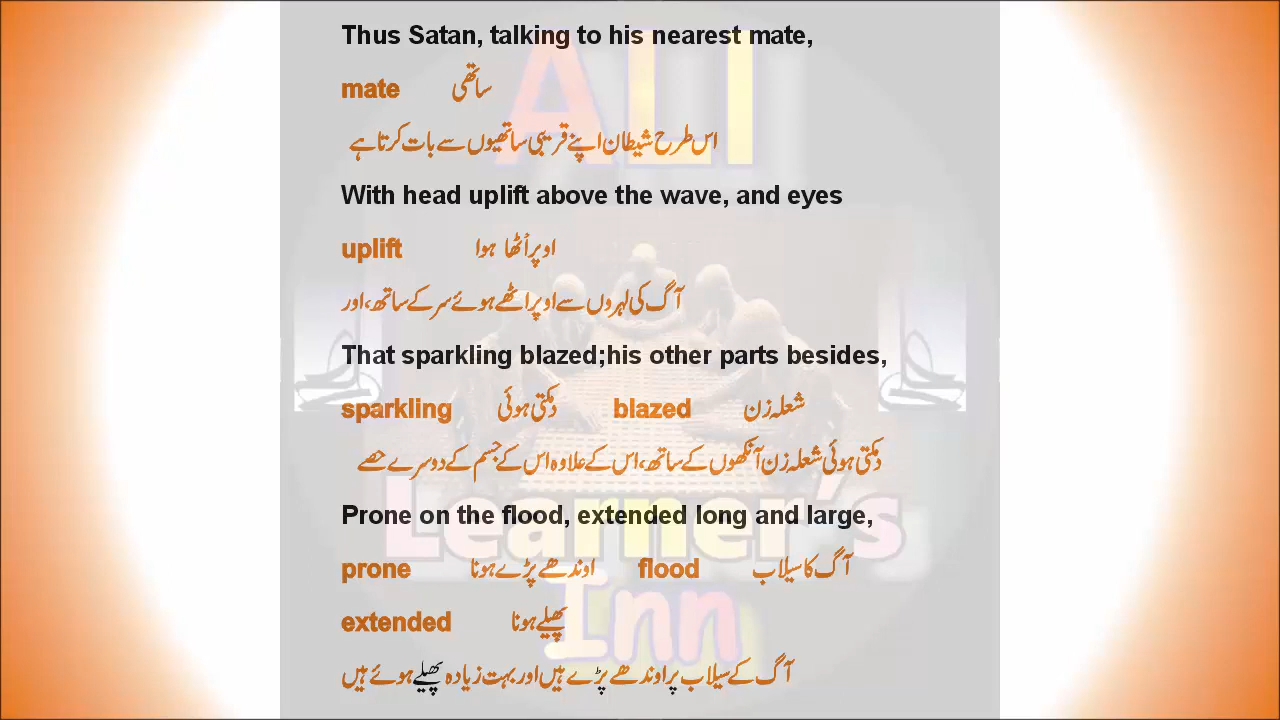 Thus Satan, talking to his nearest mate,
mate ساتھی
اس طرح شیطان اپنے قریبی ساتھیوں سے بات کرتا ہے
With head uplift above the wave, and eyes
uplift اوپر اُٹھا ہوا
آگ کی لہروں سے اوپر اٹھے ہوئے سر کے ساتھ، اور
That sparkling blazed;his other parts besides,
sparkling دمکتی ہوئی blazed شعلہ زن
دمکتی ہوئی شعلہ زن آنکھوں کے ساتھ، اس کے علاوہ اس کے جسم کے دوسرے حصے
Prone on the flood, extended long and large,
prone اوندھے پڑے ہونا flood آگ کا سیلاب
extended پھیلے ہونا
آگ کے سیلاب پر اوندھے پڑے ہیں اور بہت زیادہ پھیلے ہوئے ہیں
ALI
Learner's
Inn